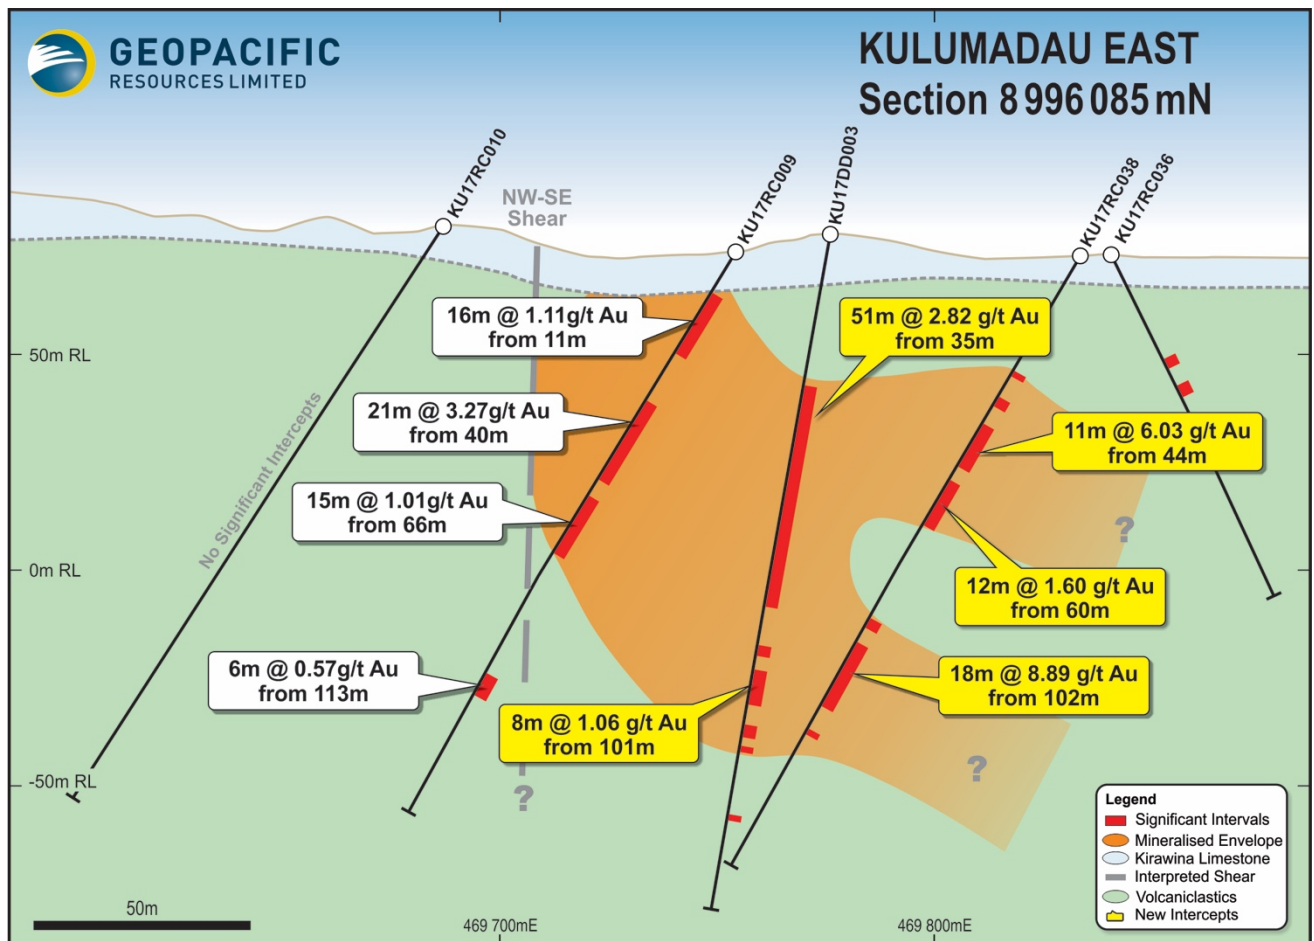 GEOPACIFIC
RESOURCES LIMITED
KULUMADAU EAST
Section 8 996 085 mN
KU17RC010
NW-SE
Shear
KU17RC009
KU17DD003
KU17RC038
KU17RC036
16m @ 1.11g/t Au
from 11m
51m @ 2.82 g/t Au
from 35m
50m RL
21m @ 3.27g/t Au
from 40m
11m @ 6.03 g/t Au
from 44m
No Significant Intercepts
15m @ 1.01g/t Au
from 66m
?
0m RL
12m @ 1.60 g/t Au
from 60m
6m @ 0.57g/t Au
from 113m
18m @ 8.89 g/t Au
from 102m
8m @ 1.06 g/t Au
from 101m
-50m RL
?
?
Legend
Significant Intervals
Mineralised Envelope
Kirawina Limestone
Interpreted Shear
Volcaniclastics
New Intercepts
50m
469 700mE
469 800mE